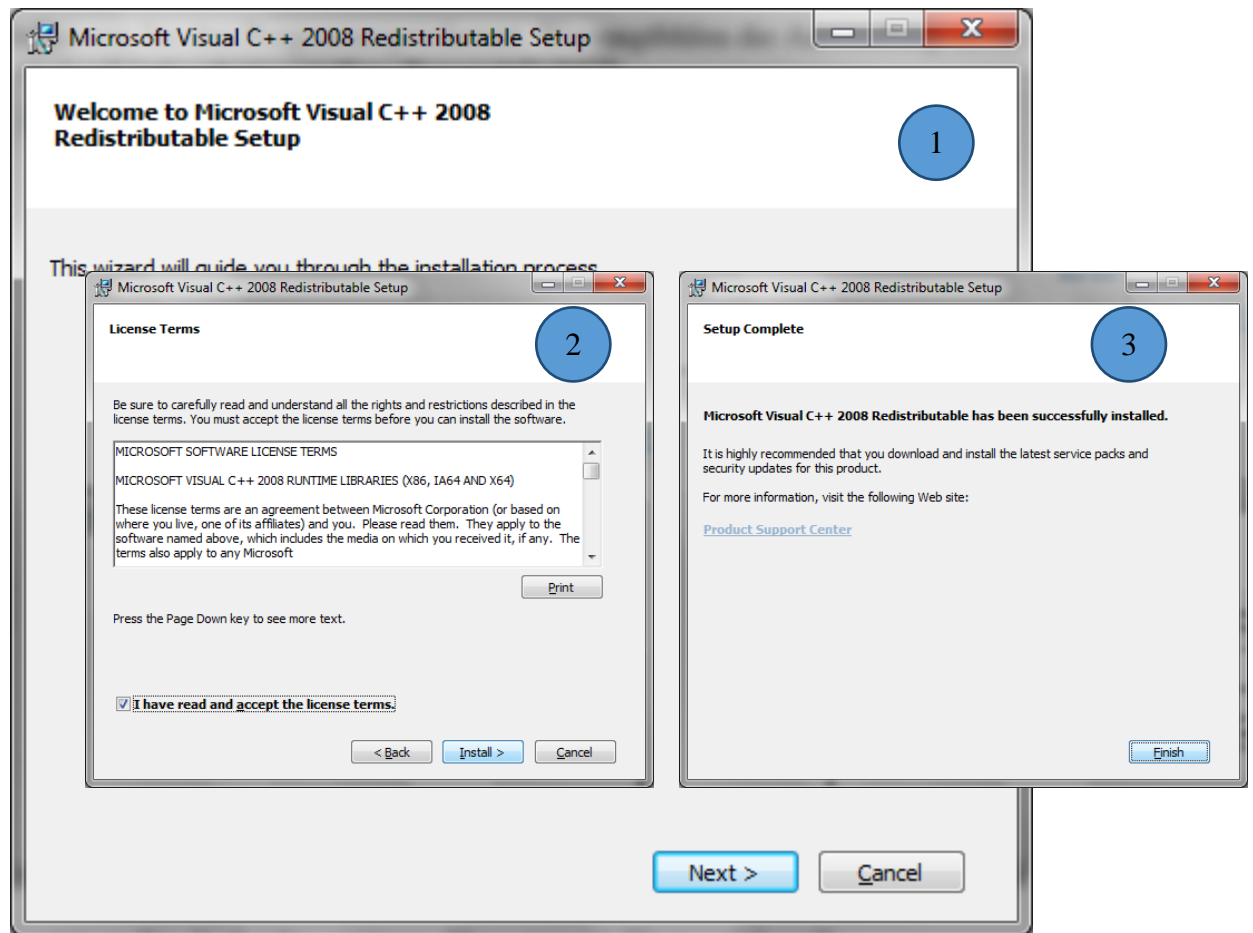 Microsoft Visual C++ 2008 Redistributable Setup
Welcome to Microsoft Visual C++ 2008
Redistributable Setup
1
This wizard will guide you through the installation process
Microsoft Visual C++ 2008 Redistributable Setup
License Terms
2
Be sure to carefully read and understand all the rights and restrictions described in the
license terms. You must accept the license terms before you can install the software.
MICROSOFT SOFTWARE LICENSE TERMS
MICROSOFT VISUAL C++ 2008 RUNTIME LIBRARIES (X86, IA64 AND X64)
These license terms are an agreement between Microsoft Corporation (or based on
where you live, one of its affiliates) and you.  Please read them.  They apply to the
software named above, which includes the media on which you received it, if any.  The
terms also apply to any Microsoft
Print
Press the Page Down key to see more text.
I have read and accept the license terms.
< Back
Install >
Cancel
Microsoft Visual C++ 2008 Redistributable Setup
Setup Complete
3
Microsoft Visual C++ 2008 Redistributable has been successfully installed.
It is highly recommended that you download and install the latest service packs and
security updates for this product.
For more information, visit the following Web site:
Product Support Center
Finish
Next >
Cancel